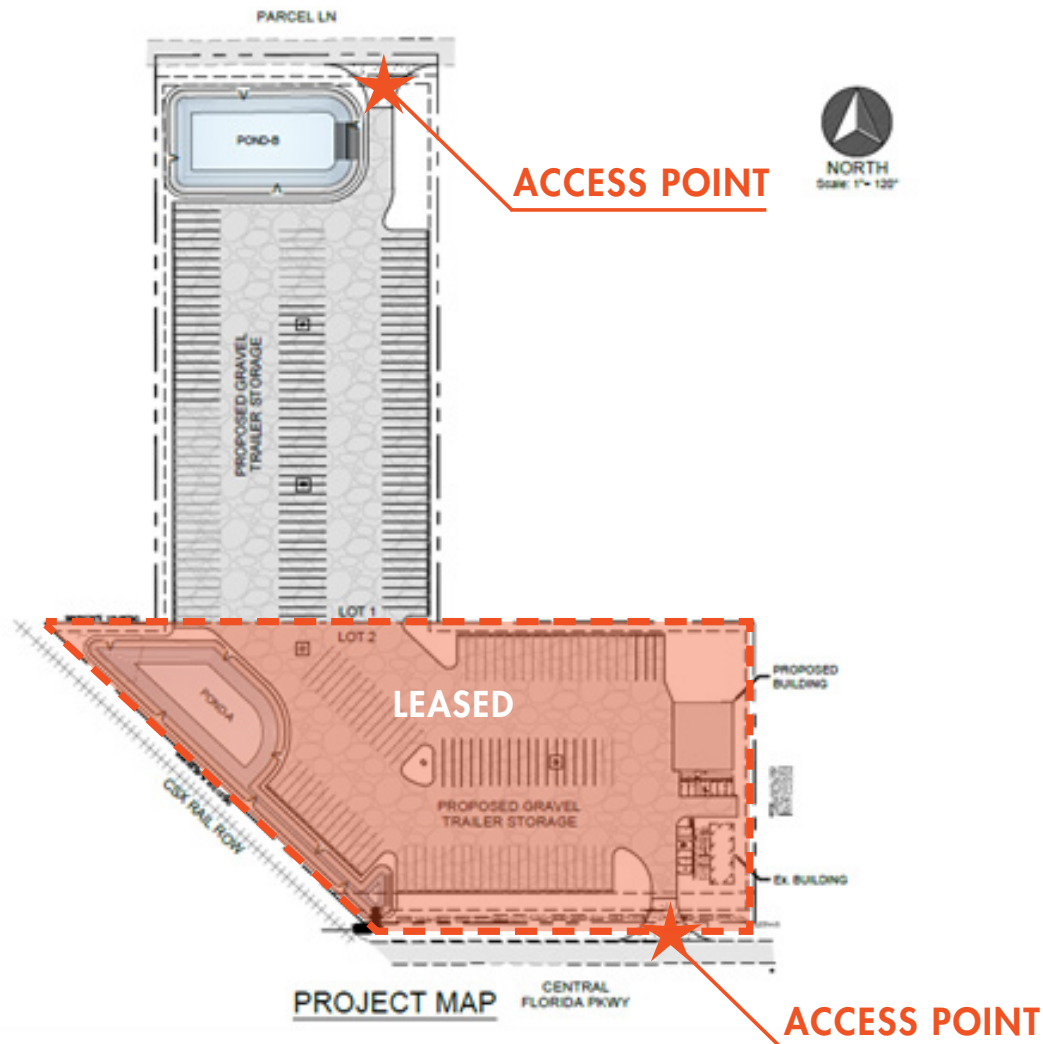 PARCEL LN
POND-B
ACCESS POINT
NORTH
Scale: 1"= 120"
PROPOSED GRAVEL
TRAILER STORAGE
LOT 1
LOT 2
PROPOSED
BUILDING
LEASED
POND-A
CSX RAIL ROW
PROPOSED GRAVEL
TRAILER STORAGE
Ex. BUILDING
PROJECT MAP
CENTRAL
FLORIDA PKWY
ACCESS POINT